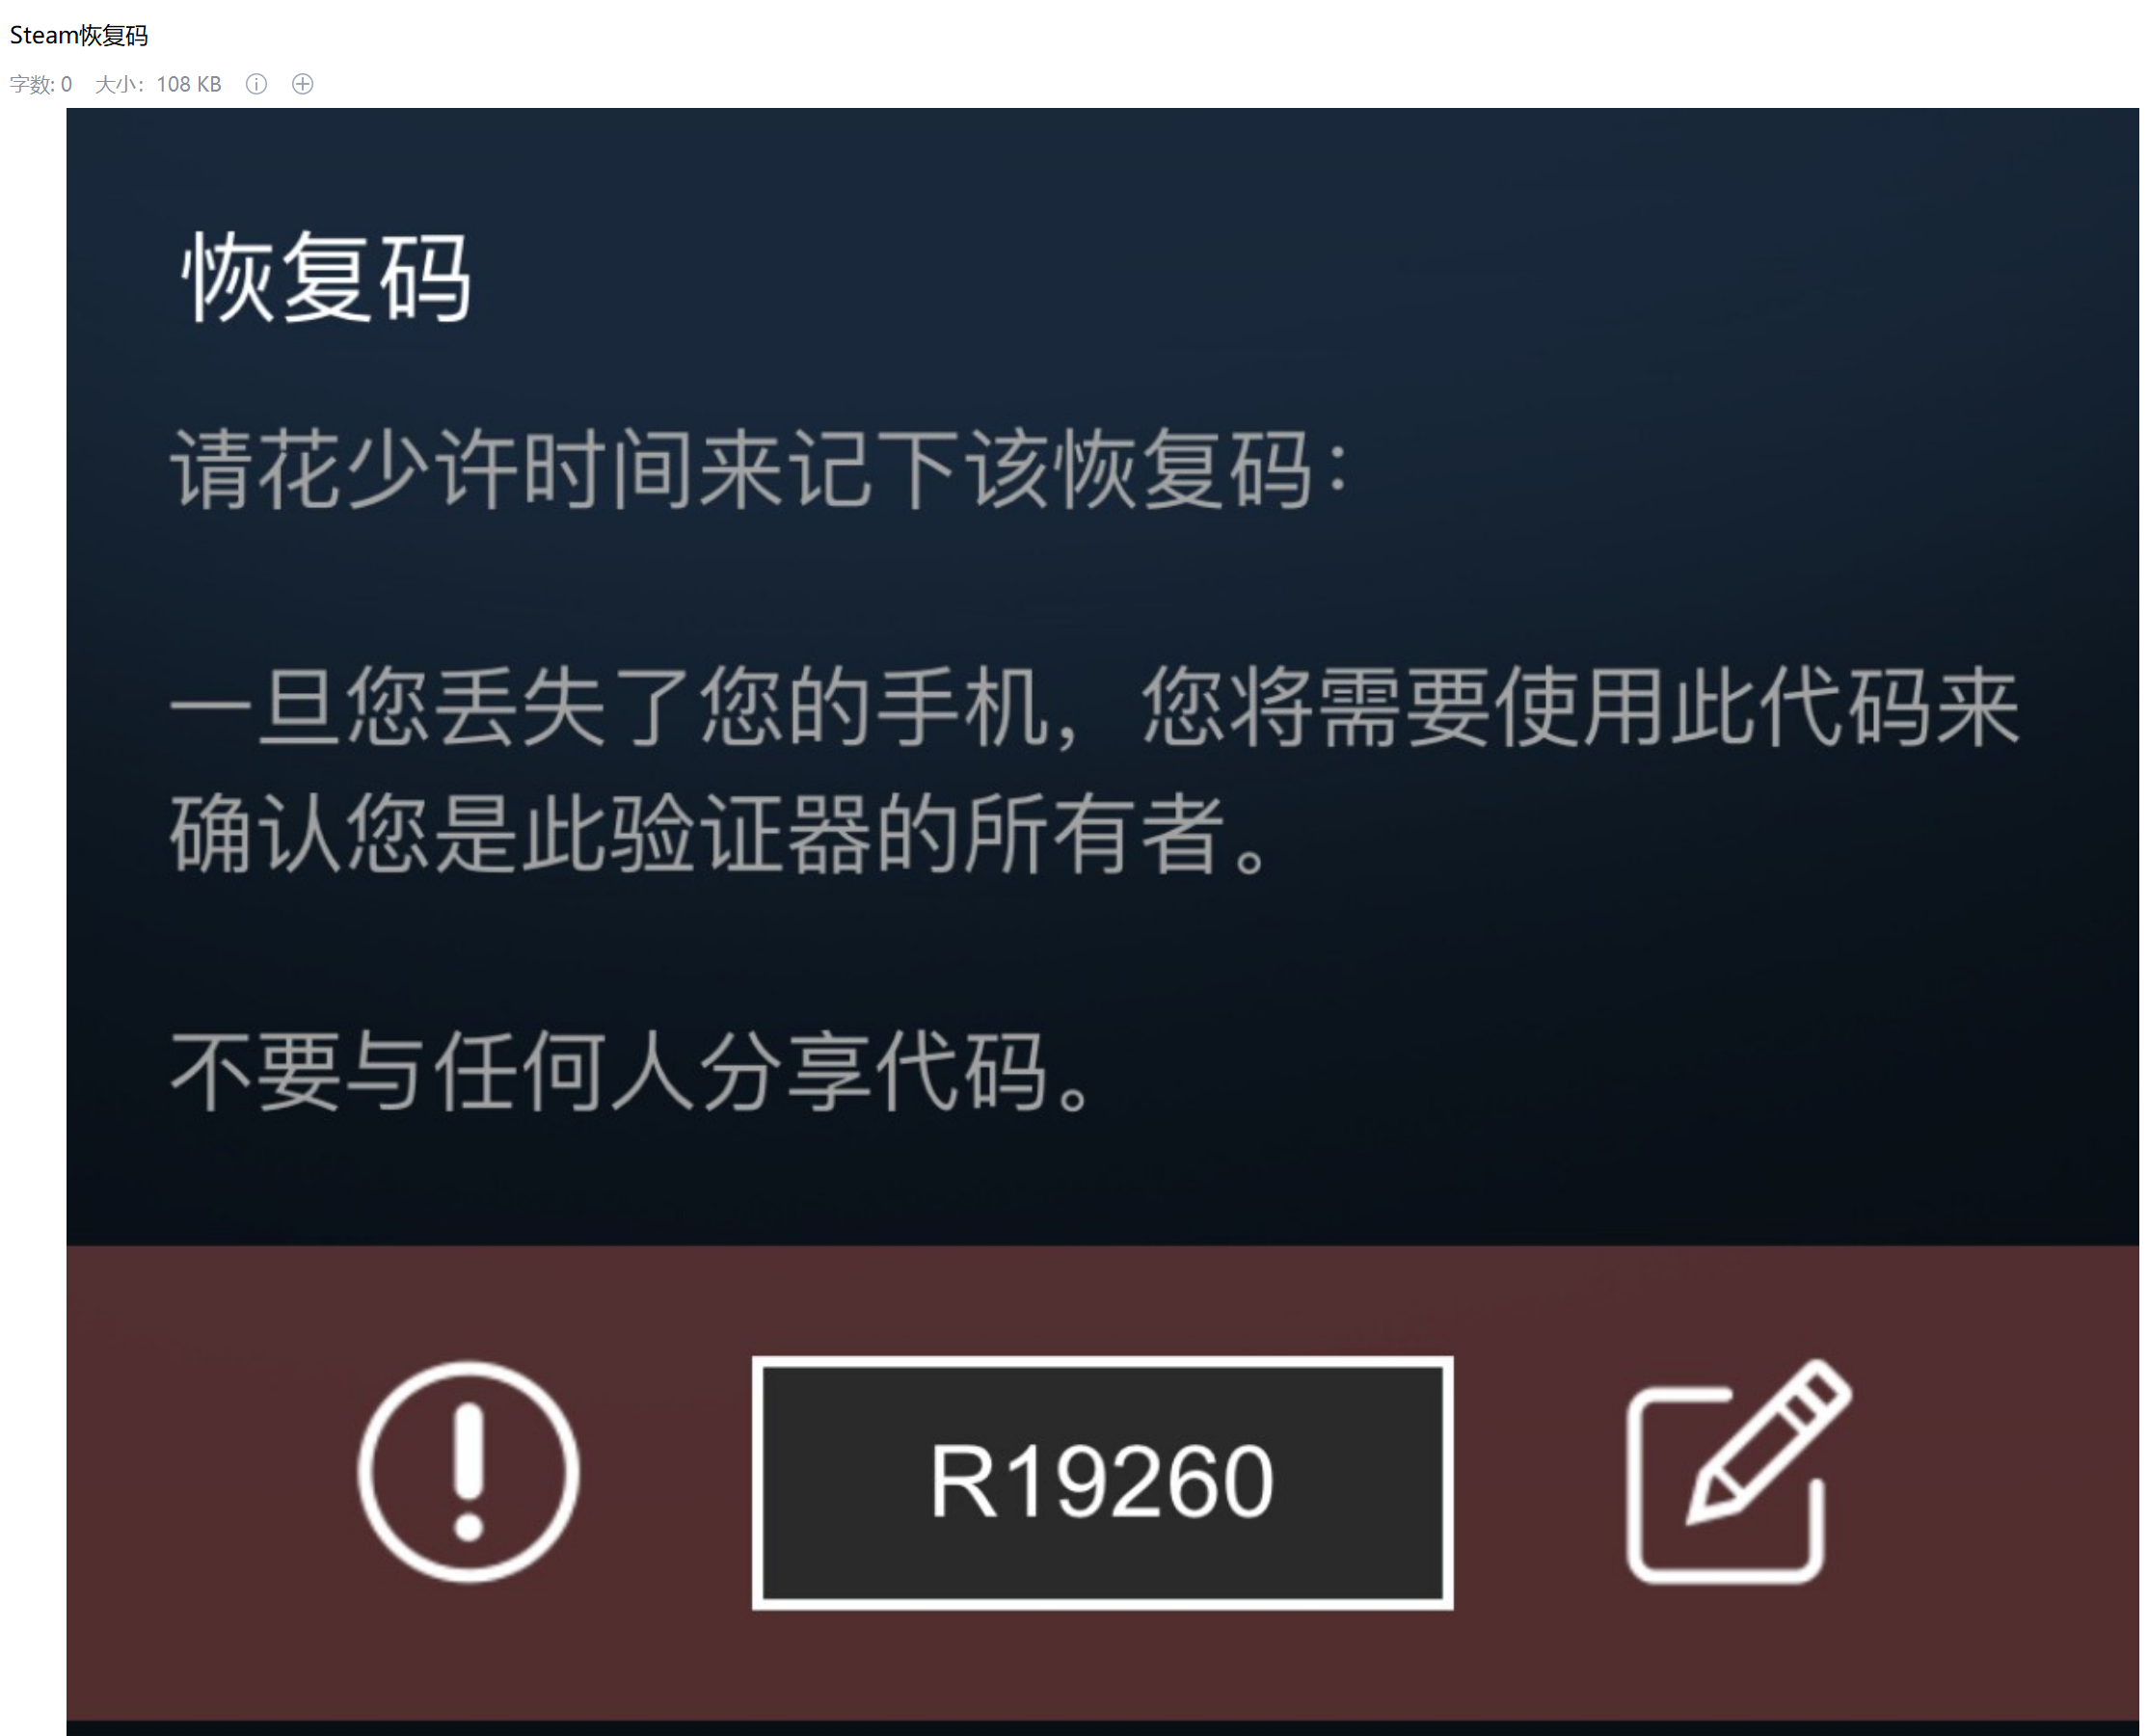 Steam恢复码
字数: 0 大小: 108 KB
恢复码
请花少许时间来记下该恢复码：
一旦您丢失了您的手机，您将需要使用此代码来
确认您是此验证器的所有者。
不要与任何人分享代码。
R19260